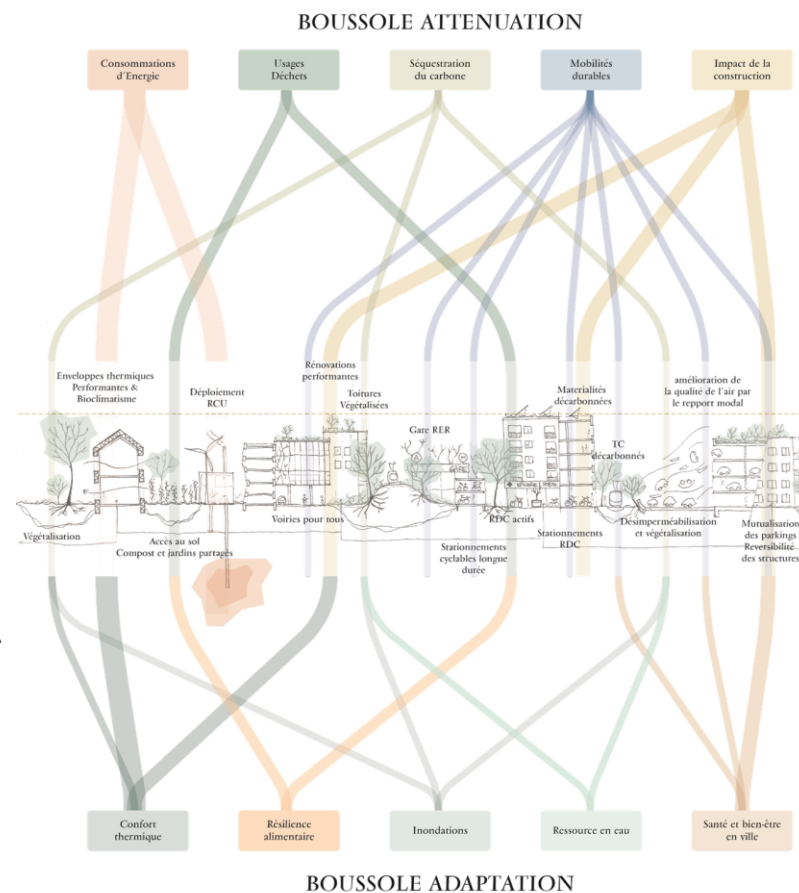 BOUSSOLE ATTENUATION
Consommations
d'Energie
Usages
Déchets
Séquestration
du carbone
Mobilités
durables
Impact de la
construction
Enveloppes thermiques
Performantes &
Bioclimatisme
Déploiement
RCU
Rénovations
performantes
Toitures
Végétalisées
Gare RER
Materialités
décarbonnées
TC
décarbonnés
amélioration de
la qualité de l'air par
le repport modal
Végétalisation
Accès au sol
Compost et jardins partagés
Voiries pour tous
Stationnements
cyclables longue
durée
RDC actifs
Stationnements
RDC
Désimperméabilisation
et végétalisation
Mutualisation
des parkings
Reversibilité
des structures
Confort
thermique
Résilience
alimentaire
Inondations
Ressource en eau
Santé et bien-être
en ville
BOUSSOLE ADAPTATION